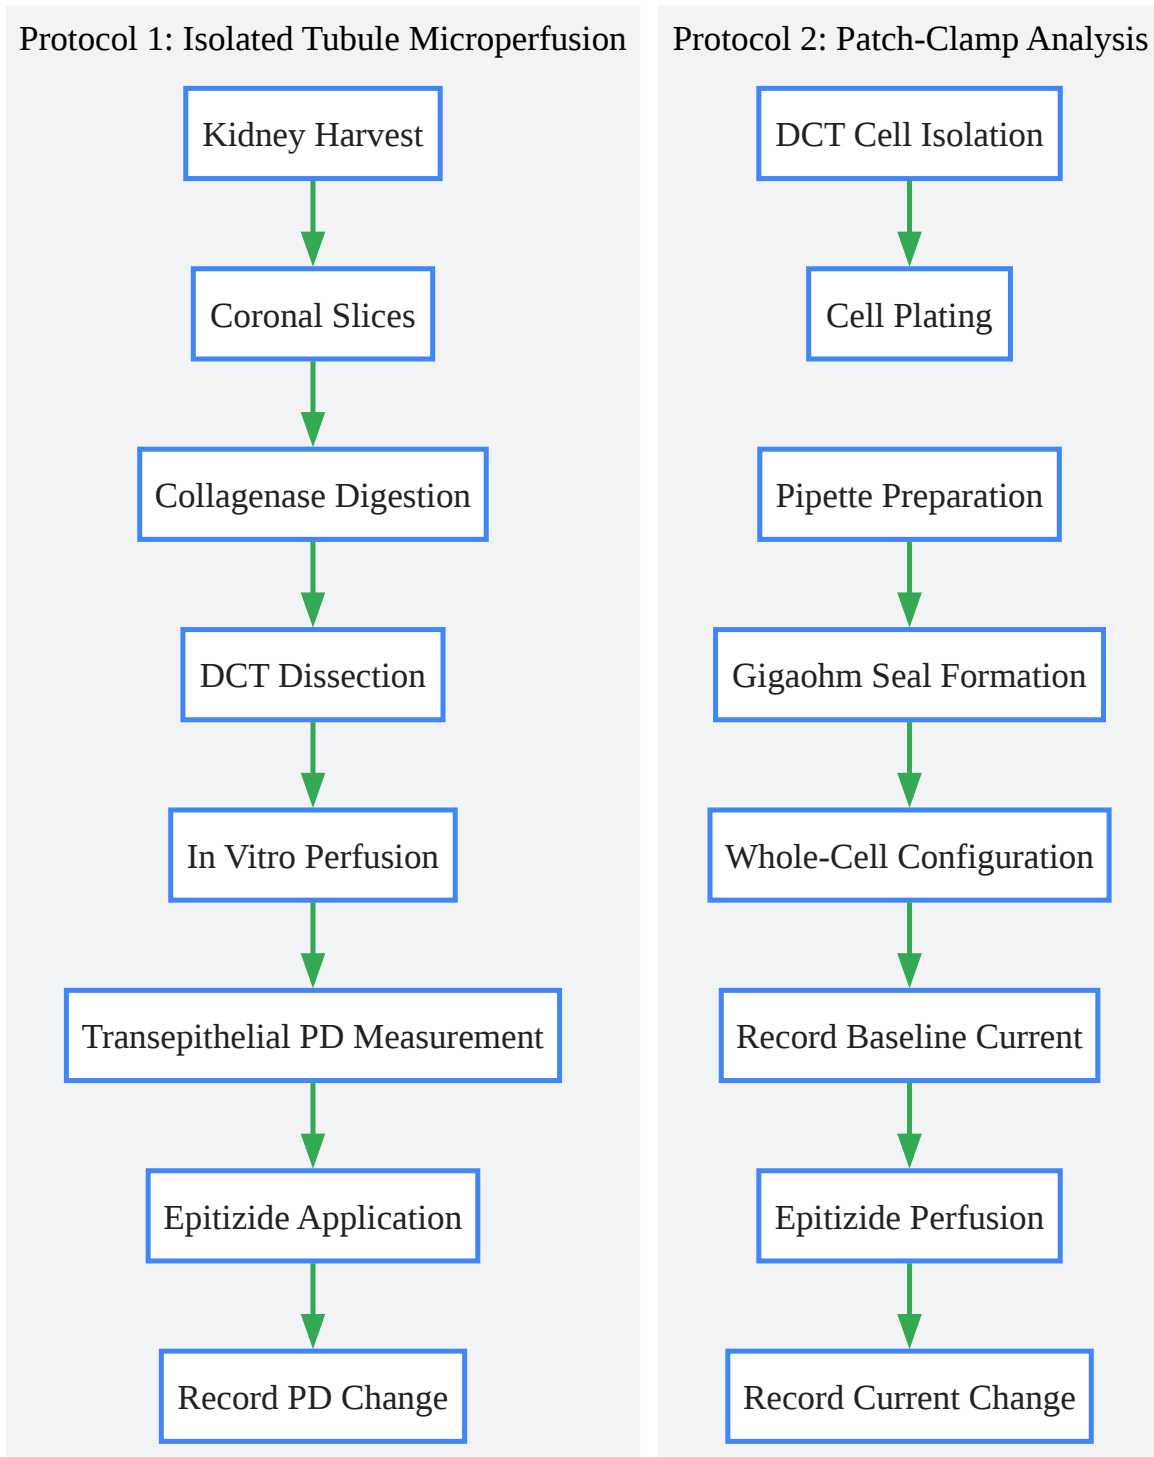 Protocol 1: Isolated Tubule Microperfusion
Kidney Harvest
Coronal Slices
Collagenase Digestion
DCT Dissection
In Vitro Perfusion
Transepithelial PD Measurement
Epitizide Application
Record PD Change
Protocol 2: Patch-Clamp Analysis
DCT Cell Isolation
Cell Plating
Pipette Preparation
Gigaohm Seal Formation
Whole-Cell Configuration
Record Baseline Current
Epitizide Perfusion
Record Current Change